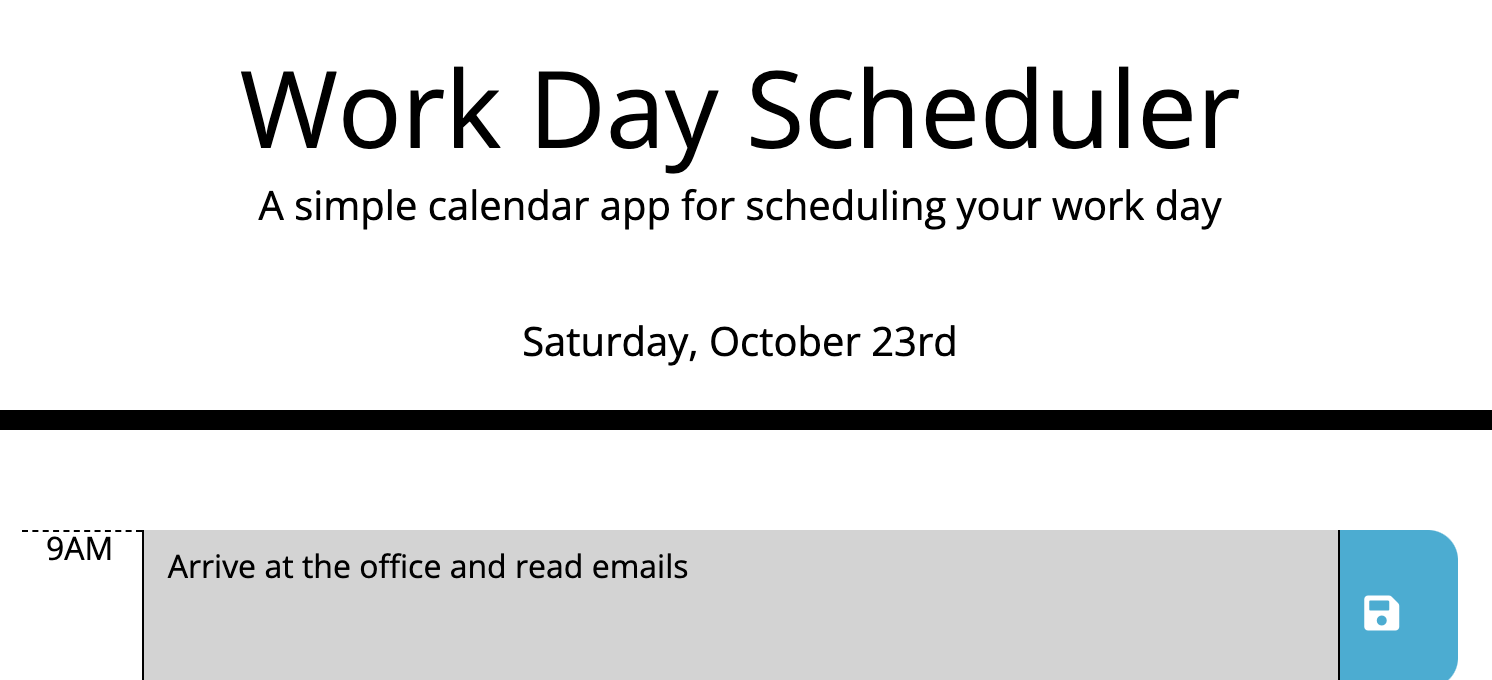 Work Day Scheduler
A simple calendar app for scheduling your work day
Saturday, October 23rd
9AM
Arrive at the office and read emails